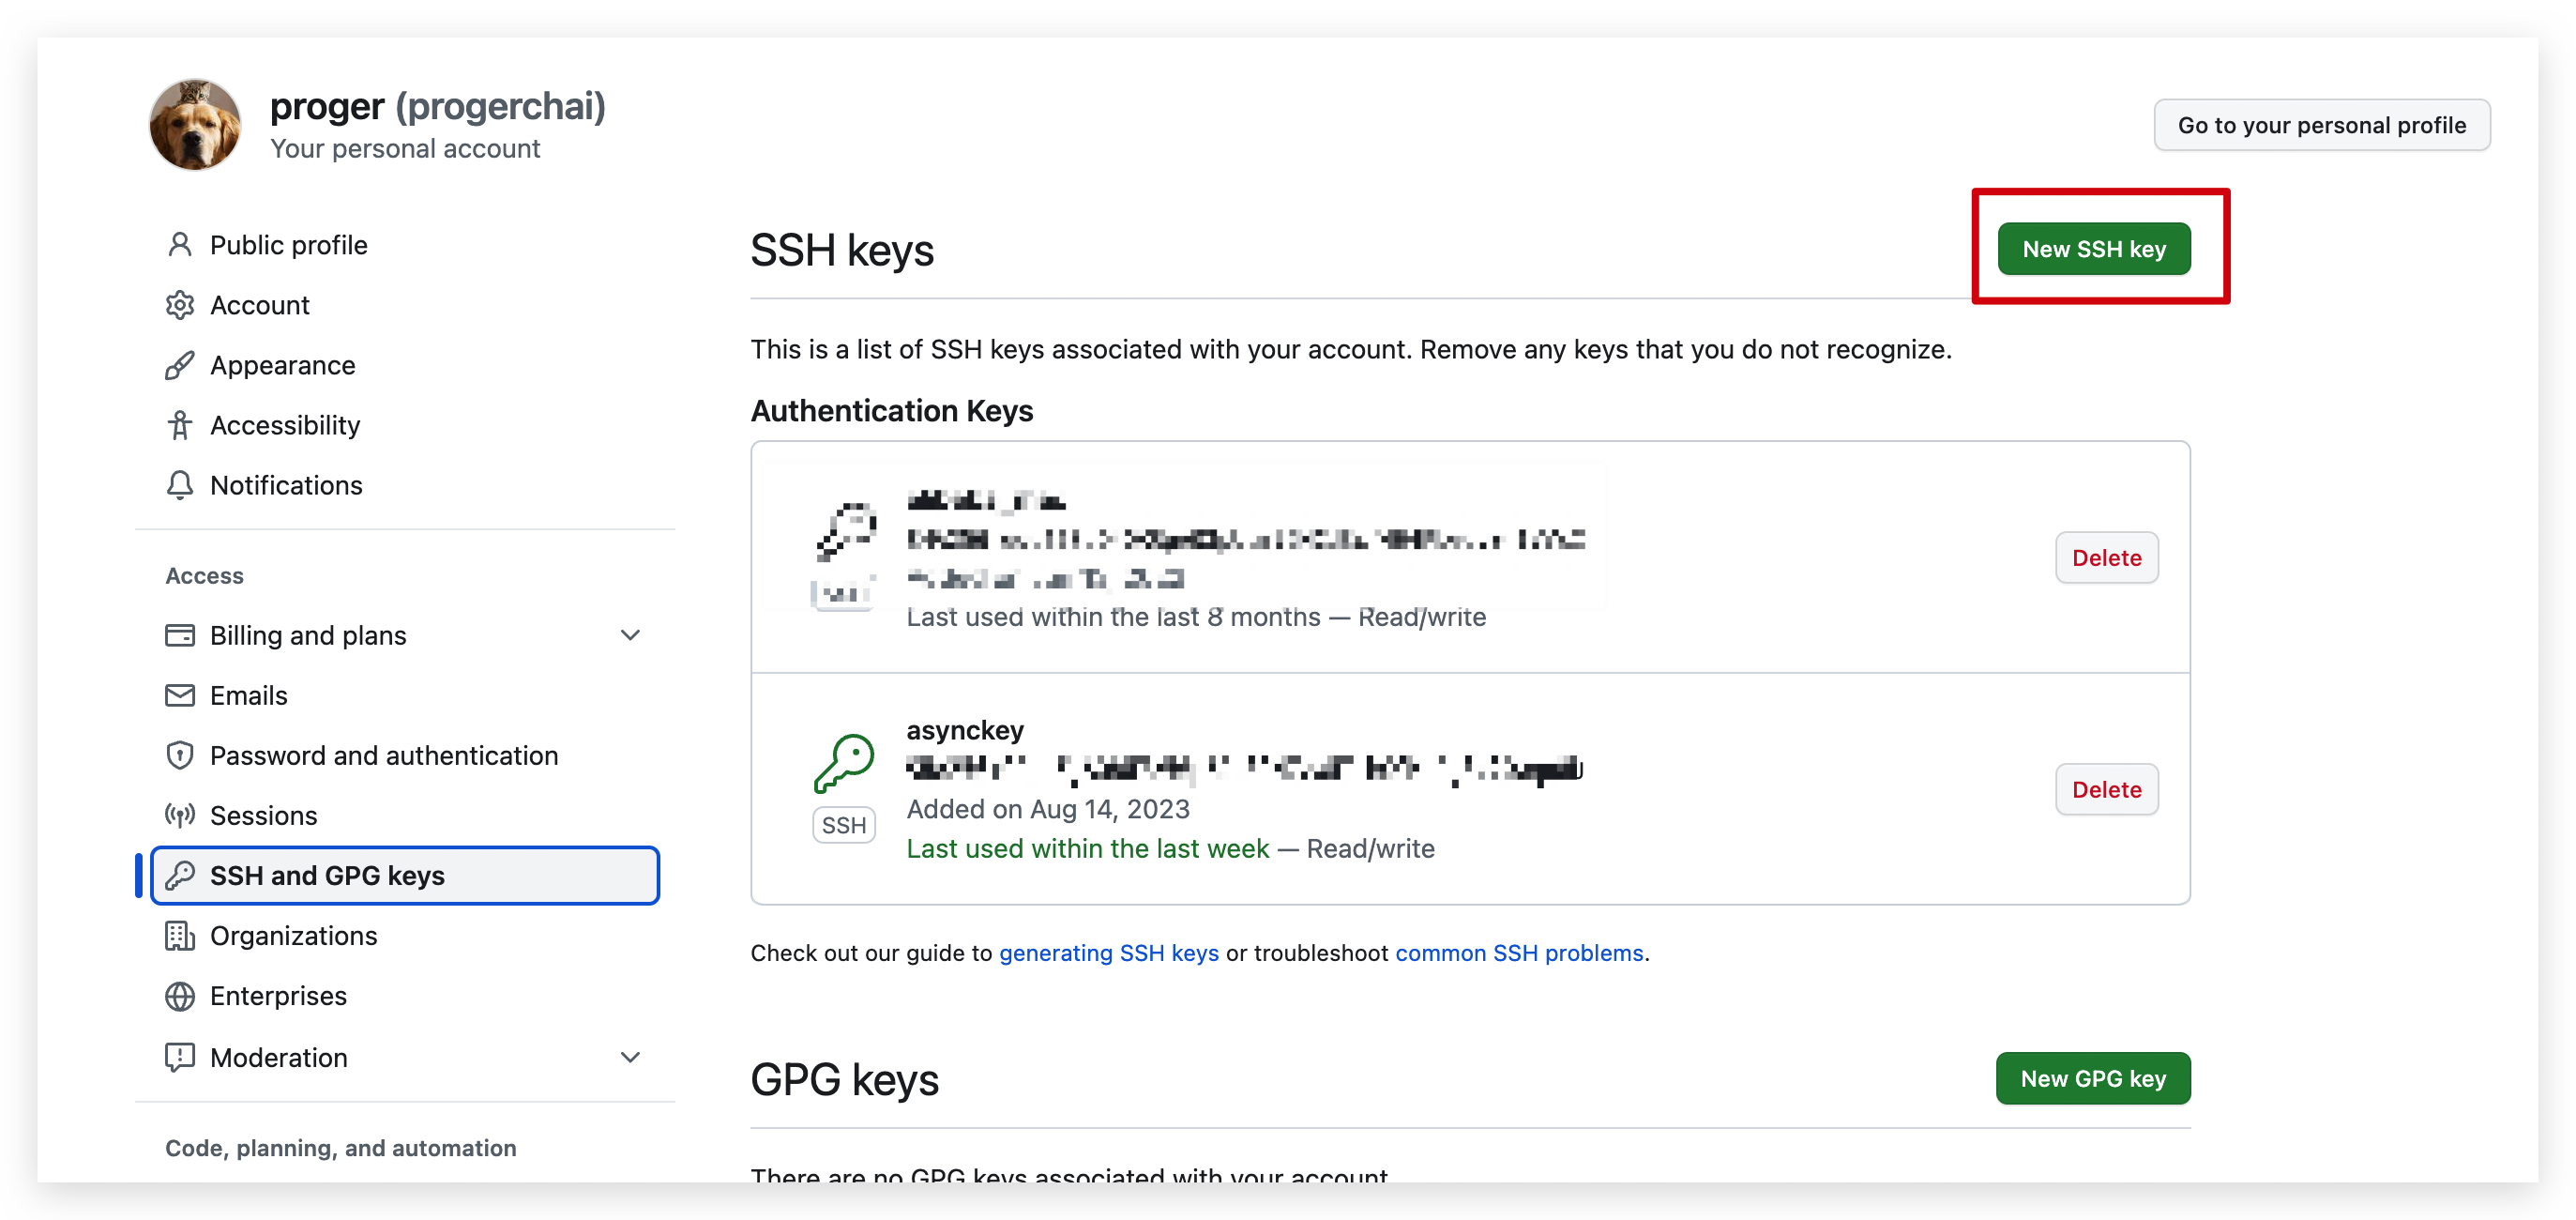 proger (progerchai)
Your personal account
Go to your personal profile
Public profile
Account
Appearance
Accessibility
Notifications
Access
Billing and plans
Emails
Password and authentication
Sessions
SSH and GPG keys
Organizations
Enterprises
Moderation
Code, planning, and automation
SSH keys
New SSH key
This is a list of SSH keys associated with your account. Remove any keys that you do not recognize.
Authentication Keys
Last used within the last 8 months — Read/write
Delete
asynckey
SSH
Added on Aug 14, 2023
Last used within the last week — Read/write
Delete
Check out our guide to generating SSH keys or troubleshoot common SSH problems.
GPG keys
New GPG key
There are no GPG keys associated with your account